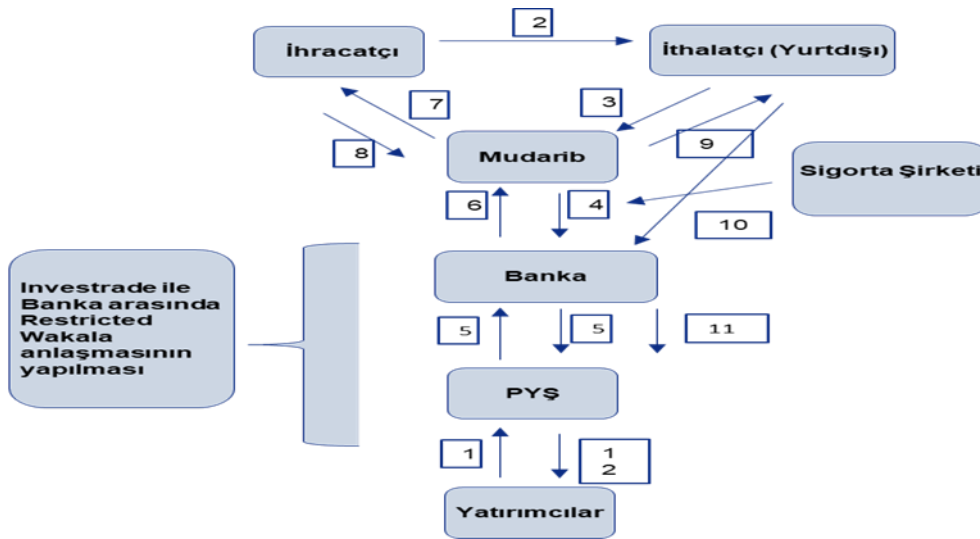 2
İhracatçı
İthalatçı (Yurtdışı)
7
3
8
Mudarib
9
Sigorta Şirketi
6
4
10
Banka
Investrade ile
Banka arasında
Restricted
Wakala
anlaşmasının
yapılması
5
5
11
PYŞ
1
1
2
Yatırımcılar